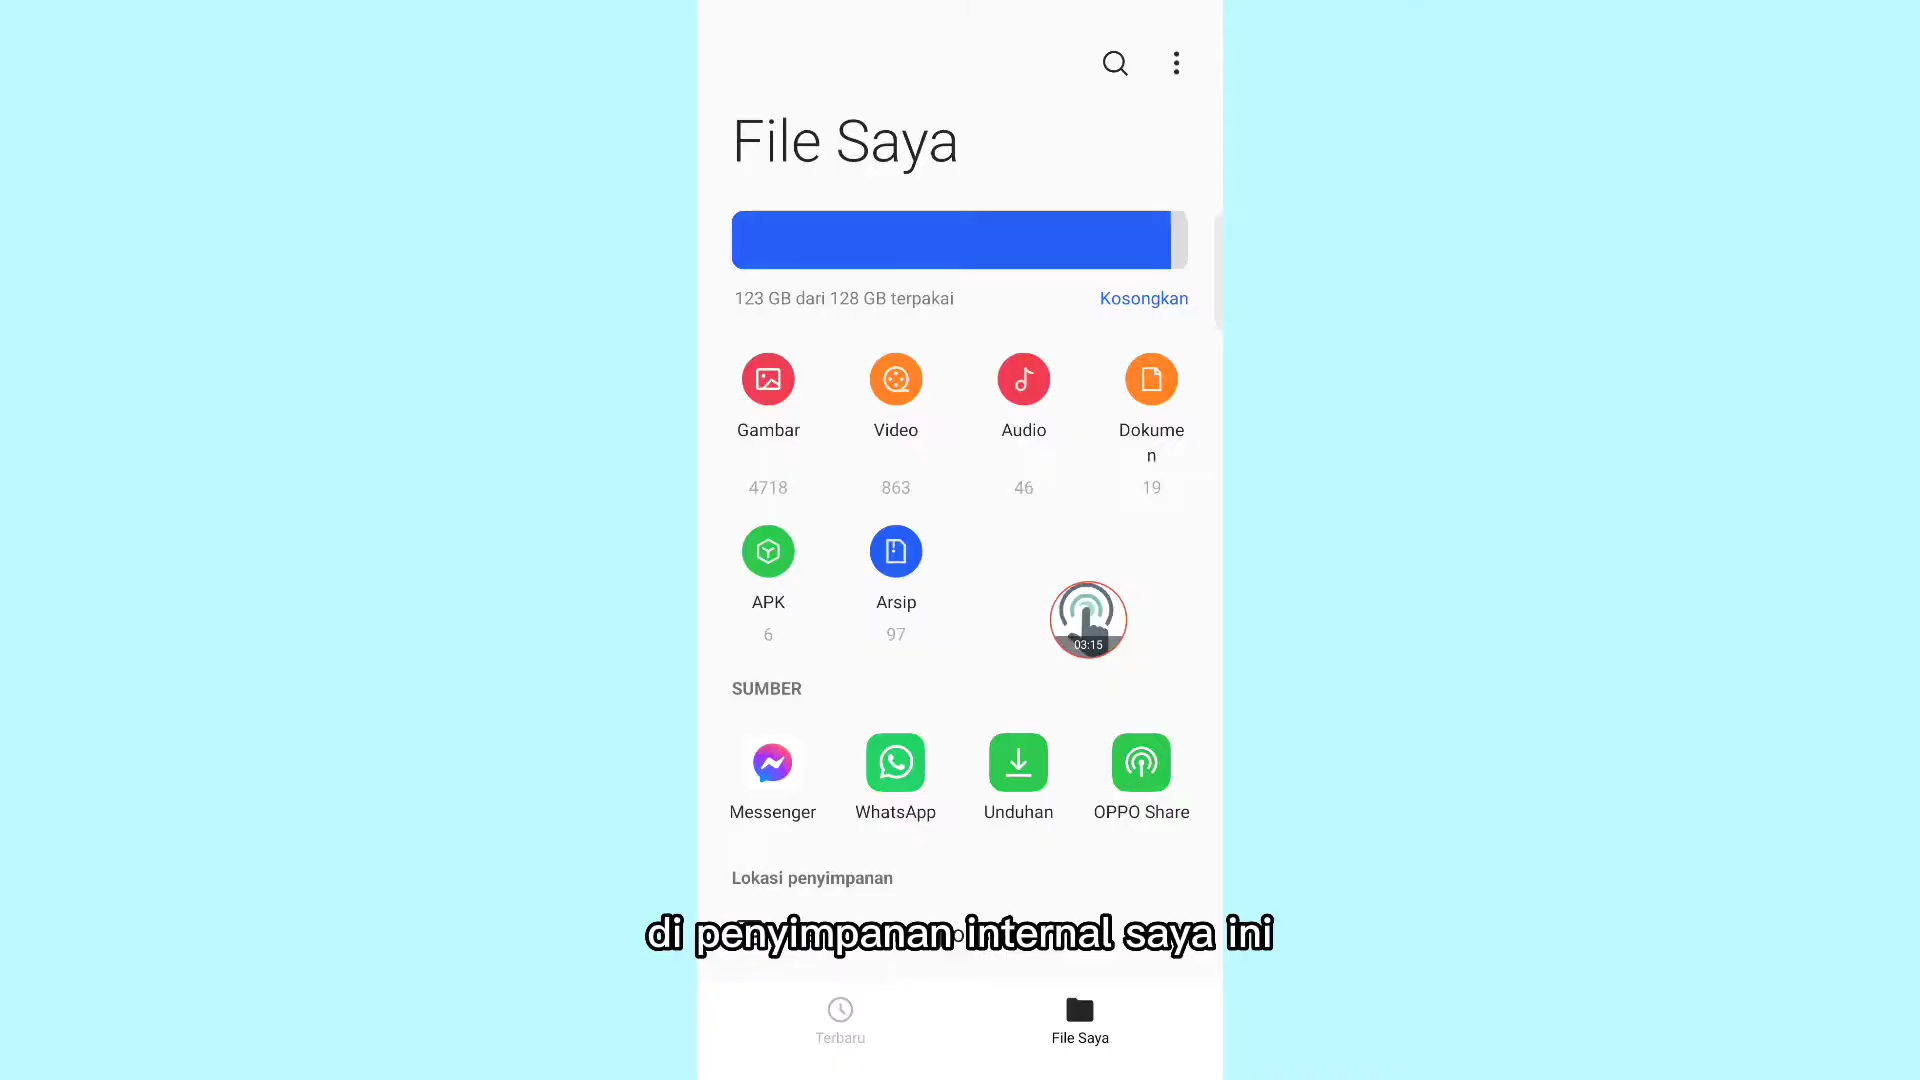 File Saya
123 GB dari 128 GB terpakai
Kosongkan
Gambar
Video
Audio
Dokume
n
4718
863
46
19
APK
Arsip
6
97
03:15
SUMBER
Messenger
WhatsApp
Unduhan
OPPO Share
Lokasi penyimpanan
di penyimpanan internal saya ini
Terbaru
File Saya